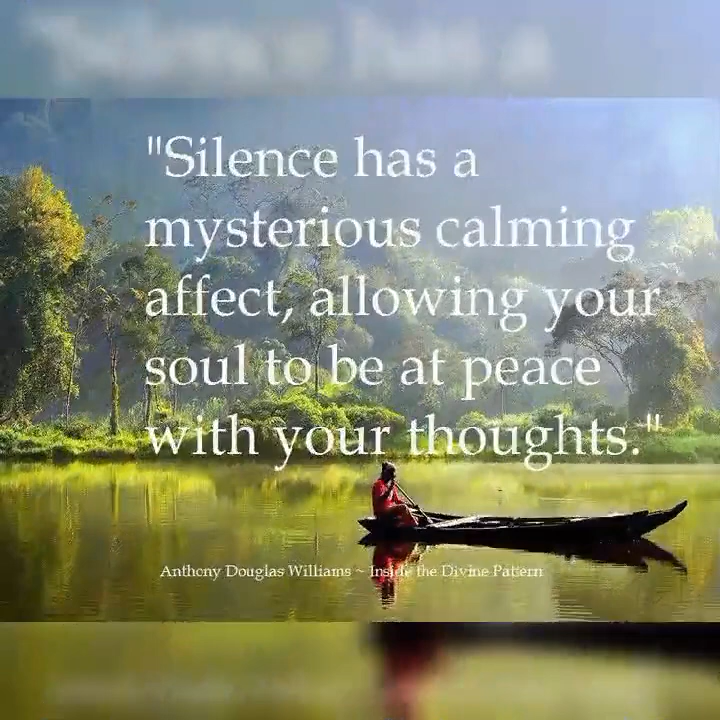 "Silence has a
mysterious calming
affect, allowing your
soul to be at peace
with your thoughts."
Anthony Douglas Williams ~ Inside the Divine Pattern